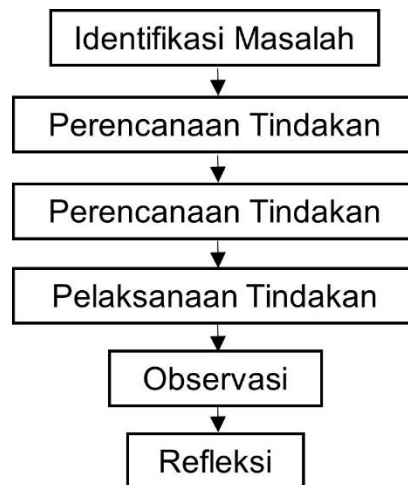 Identifikasi Masalah
Perencanaan Tindakan
Perencanaan Tindakan
Pelaksanaan Tindakan
Observasi
Refleksi